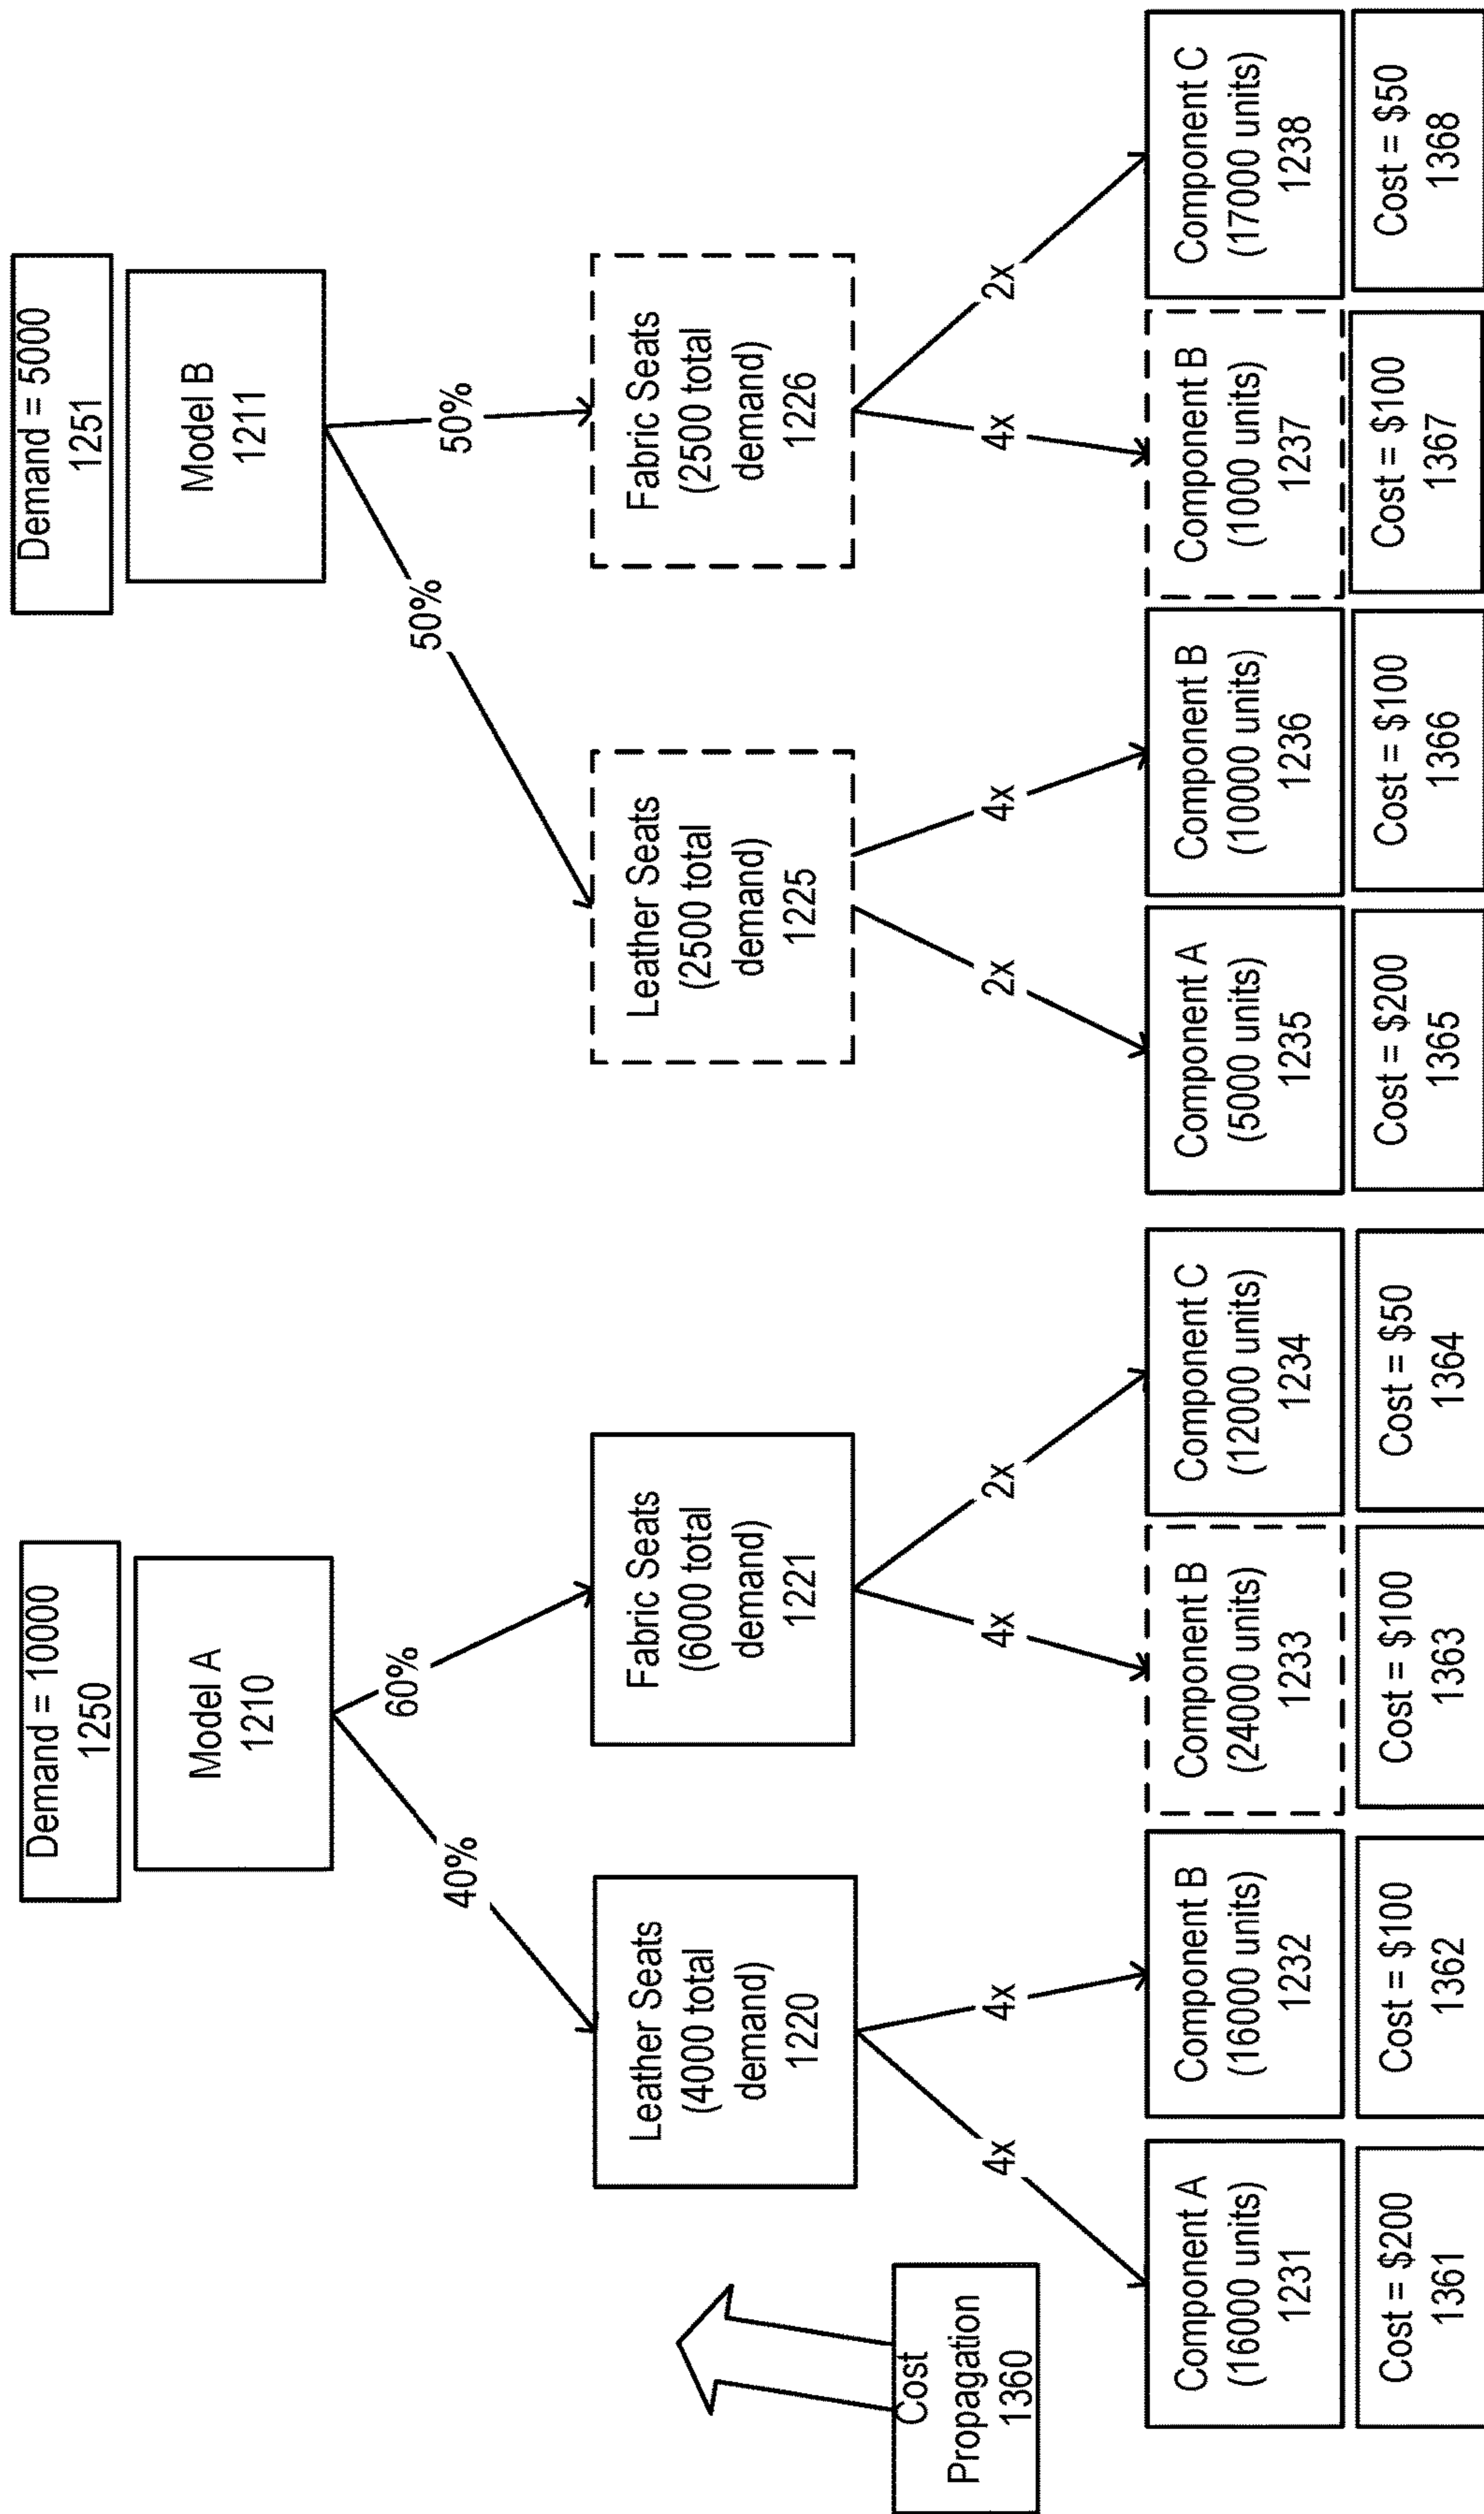 Demand = 10000
1250
Demand = 5000
1251
Model A
1210
Model B
1211
40%
60%
50%
50%
Leather Seats
(4000 total
demand)
1220
Fabric Seats
(6000 total
demand)
1221
Leather Seats
(2500 total
demand)
1225
Fabric Seats
(2500 total
demand)
1226
Cost
Propagation
1360
4x
4x
4x
2x
2x
4x
4x
2x
Component A
(16000 units)
1231
Component B
(16000 units)
1232
Component B
(24000 units)
1233
Component C
(12000 units)
1234
Component A
(5000 units)
1235
Component B
(10000 units)
1236
Component B
(1000 units)
1237
Component C
(17000 units)
1238
Cost = $200
1361
Cost = $100
1362
Cost = $100
1363
Cost = $50
1364
Cost = $200
1365
Cost = $100
1366
Cost = $100
1367
Cost = $50
1368